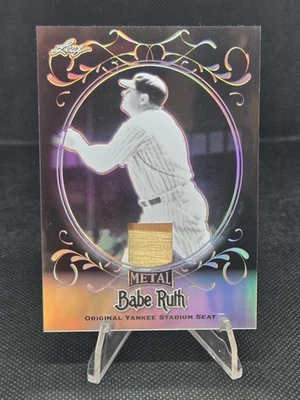 Leaf
METAL
Babe Ruth
ORIGINAL YANKEE STADIUM SEAT